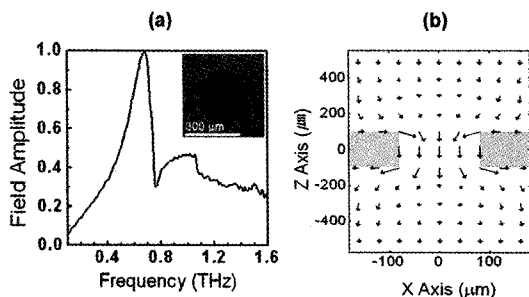 (a)
(b)
Field Amplitude
1.0
0.8
0.6
0.4
0.2
0.0
300 μm
0.4 0.8 1.2 1.6
Frequency (THz)
Z Axis (μm)
400
200
0
-200
-400
-100 0 100
X Axis (μm)